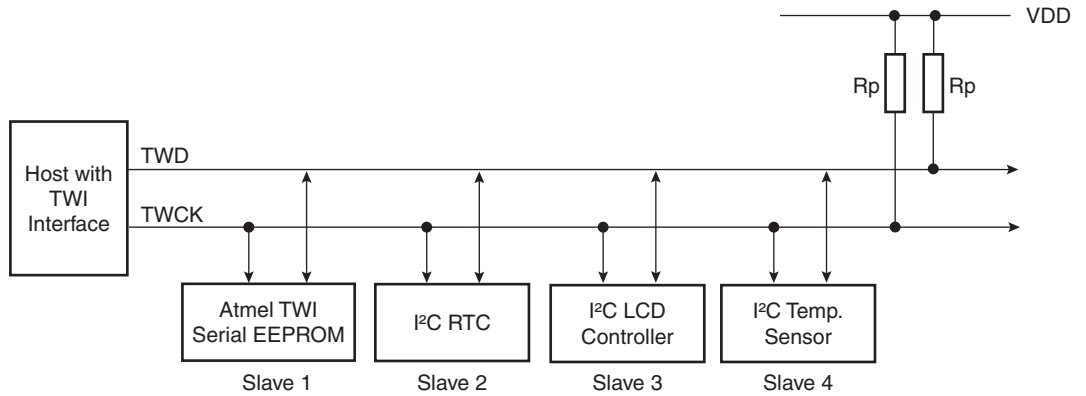 VDD
Rp Rp
Host with
TWI
Interface
TWD
TWCK
Atmel TWI
Serial EEPROM
I²C RTC
I²C LCD
Controller
I²C Temp.
Sensor
Slave 1
Slave 2
Slave 3
Slave 4